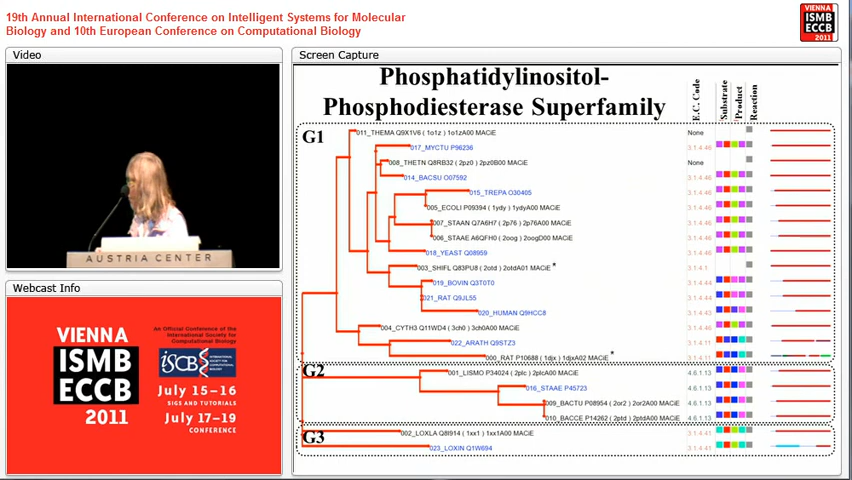 19th Annual International Conference on Intelligent Systems for Molecular
Biology and 10th European Conference on Computational Biology
VIENNA
ISMB
ECCB
2011
Video
AUSTRIA CENTER
Webcast Info
VIENNA
ISMB
ECCB
2011
An Official Conference of the
International Society for
Computational Biology
ISCB
July 15–16
SIGS AND TUTORIALS
July 17–19
CONFERENCE
Screen Capture
Phosphatidylinositol-
Phosphodiesterase Superfamily
E.C. Code
Substrate
Product
Reaction
G1
011_THEMA Q9X1V6 ( 1o1z ) 1o1zA00 MACiE None
017_MYCTU P96236 3.1.4.46
008_THETN Q8RB32 ( 2pz0 ) 2pz0B00 MACiE None
014_BACSU O07592 3.1.4.46
015_TREPA O30405 3.1.4.46
005_ECOLI P09394 ( 1ydy ) 1ydyA00 MACiE 3.1.4.46
007_STAAN Q7A6H7 ( 2p76 ) 2p76A00 MACiE 3.1.4.46
006_STAAE A6QFH0 ( 2oog ) 2oogD00 MACiE 3.1.4.46
018_YEAST Q08959 3.1.4.46
003_SHIFL Q83PU8 ( 2otd ) 2otdA01 MACiE * 3.1.4.1
019_BOVIN Q3T0T0 3.1.4.44
021_RAT Q9JL55 3.1.4.44
020_HUMAN Q9HCC8 3.1.4.43
004_CYTH3 Q11WD4 ( 3ch0 ) 3ch0A00 MACiE 3.1.4.46
022_ARATH Q9STZ3 3.1.4.11
000_RAT P10688 ( 1djx ) 1djxA02 MACiE * 3.1.4.11
G2
001_LISMO P34024 ( 2plc ) 2plcA00 MACiE 4.6.1.13
016_STAAE P45723 4.6.1.13
009_BACTU P08954 ( 2or2 ) 2or2A00 MACiE 4.6.1.13
010_BACCE P14262 ( 2ptd ) 2ptdA00 MACiE 4.6.1.13
G3
002_LOXLA Q8I914 ( 1xx1 ) 1xx1A00 MACiE 3.1.4.41
023_LOXIN Q1W694 3.1.4.41